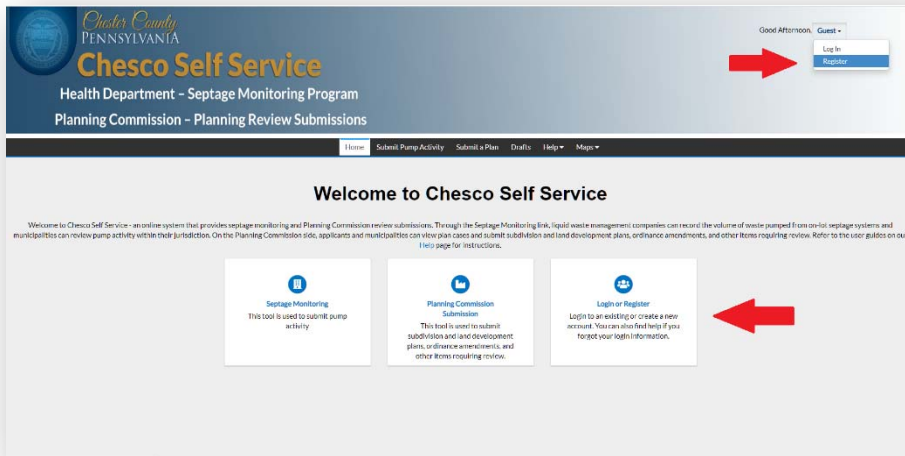 Chester County
PENNSYLVANIA
Chesco Self Service
Health Department – Septage Monitoring Program
Planning Commission – Planning Review Submissions
Good Afternoon, Guest
Log In
Register
Home Submit Pump Activity Submit a Plan Drafts Help Maps
Welcome to Chesco Self Service
Welcome to Chesco Self Service - an online system that provides septage monitoring and Planning Commission review submissions. Through the Septage Monitoring link, liquid waste management companies can record the volume of waste pumped from on-lot septage systems and
municipalities can review pump activity within their jurisdiction. On the Planning Commission side, applicants and municipalities can view plan cases and submit subdivision and land development plans, ordinance amendments, and other items requiring review. Refer to the user guides on ou
Help page for instructions.
Septage Monitoring
This tool is used to submit pump
activity
Planning Commission
Submission
This tool is used to submit
subdivision and land development
plans, ordinance amendments, and
other items requiring review.
Login or Register
Login to an existing or create a new
account. You can also find help if you
forgot your login information.